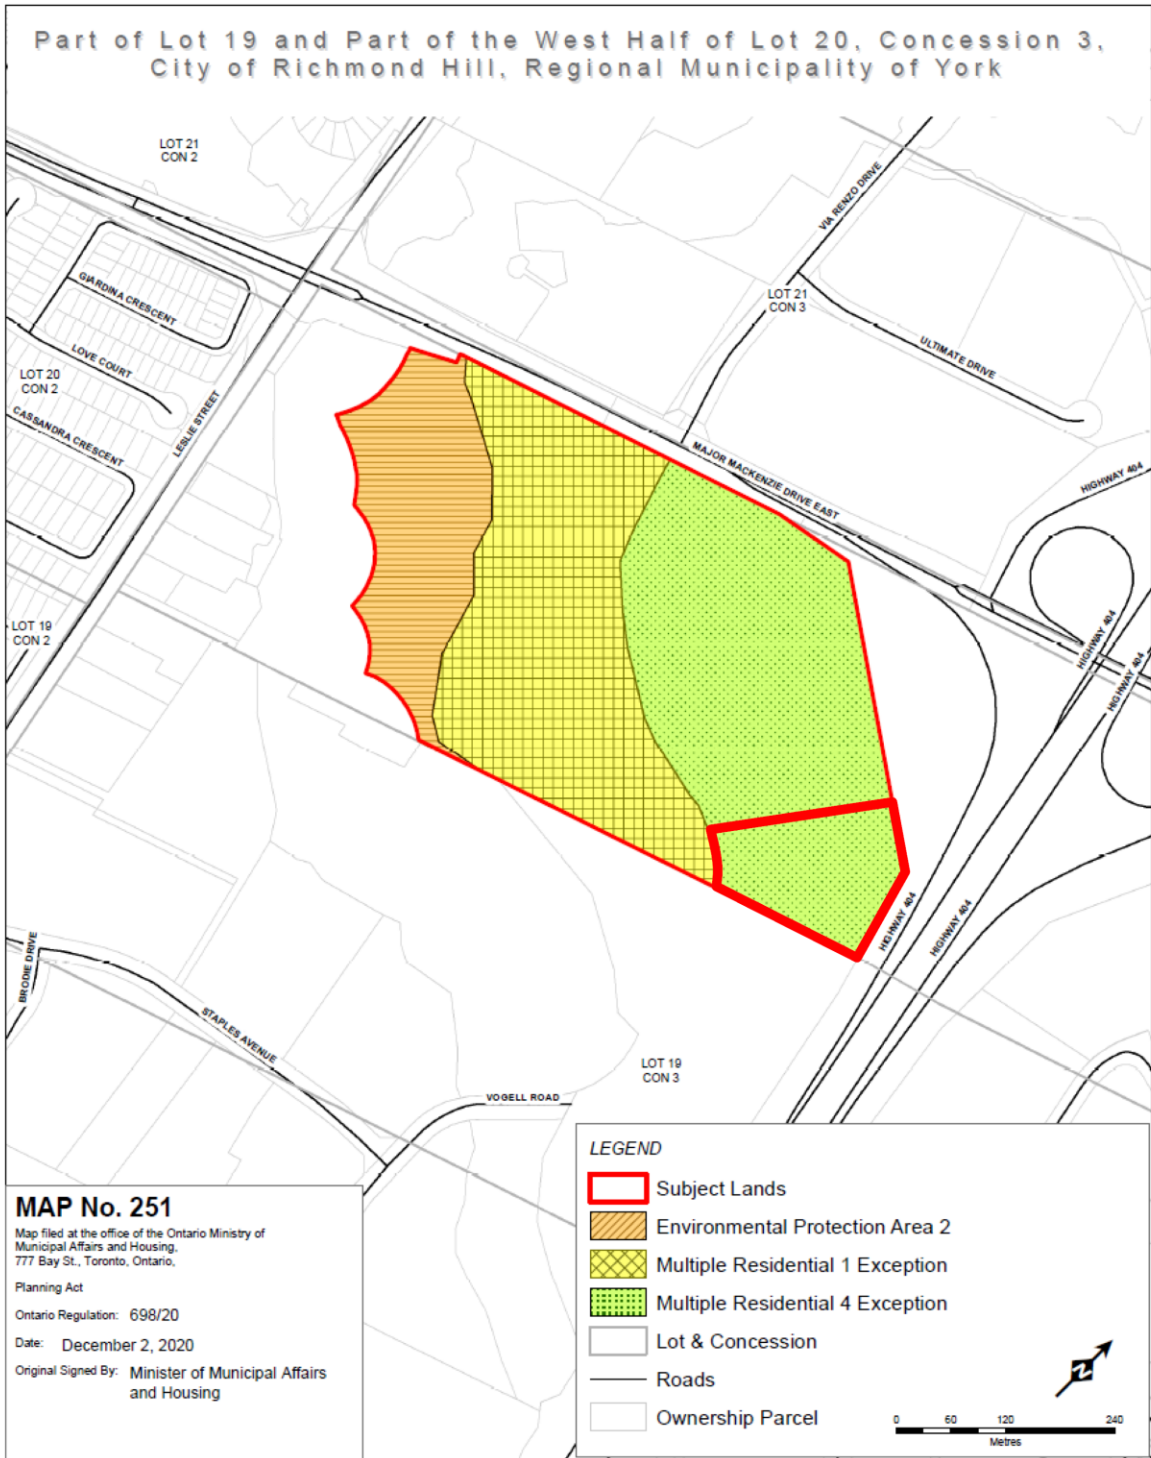 Part of Lot 19 and Part of the West Half of Lot 20, Concession 3,
City of Richmond Hill, Regional Municipality of York
LOT 21
CON 2
VIA RENZO DRIVE
GIARDINA CRESCENT
LOT 21
CON 3
LOVE COURT
ULTIMATE DRIVE
LOT 20
CON 2
CASSANDRA CRESCENT
LESLIE STREET
MAJOR MACKENZIE DRIVE EAST
HIGHWAY 404
LOT 19
CON 2
HIGHWAY 404
HIGHWAY 404
HIGHWAY 404
HIGHWAY 404
BRODIE DRIVE
STAPLES AVENUE
LOT 19
CON 3
VOGELL ROAD
LEGEND
Subject Lands
Environmental Protection Area 2
Multiple Residential 1 Exception
Multiple Residential 4 Exception
Lot & Concession
Roads
Ownership Parcel
N
0 60 120 240
Metres
MAP No. 251
Map filed at the office of the Ontario Ministry of
Municipal Affairs and Housing,
777 Bay St., Toronto, Ontario,
Planning Act
Ontario Regulation: 698/20
Date: December 2, 2020
Original Signed By: Minister of Municipal Affairs
and Housing